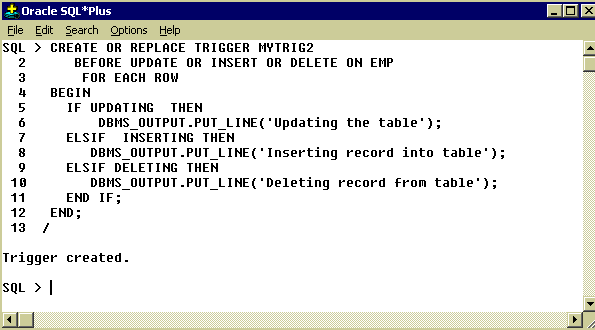 Oracle SQL*Plus
File Edit Search Options Help
SQL > CREATE OR REPLACE TRIGGER MYTRIG2
2 BEFORE UPDATE OR INSERT OR DELETE ON EMP
3 FOR EACH ROW
4 BEGIN
5 IF UPDATING THEN
6 DBMS_OUTPUT.PUT_LINE('Updating the table');
7 ELSIF INSERTING THEN
8 DBMS_OUTPUT.PUT_LINE('Inserting record into table');
9 ELSIF DELETING THEN
10 DBMS_OUTPUT.PUT_LINE('Deleting record from table');
11 END IF;
12 END;
13 /
Trigger created.
SQL >